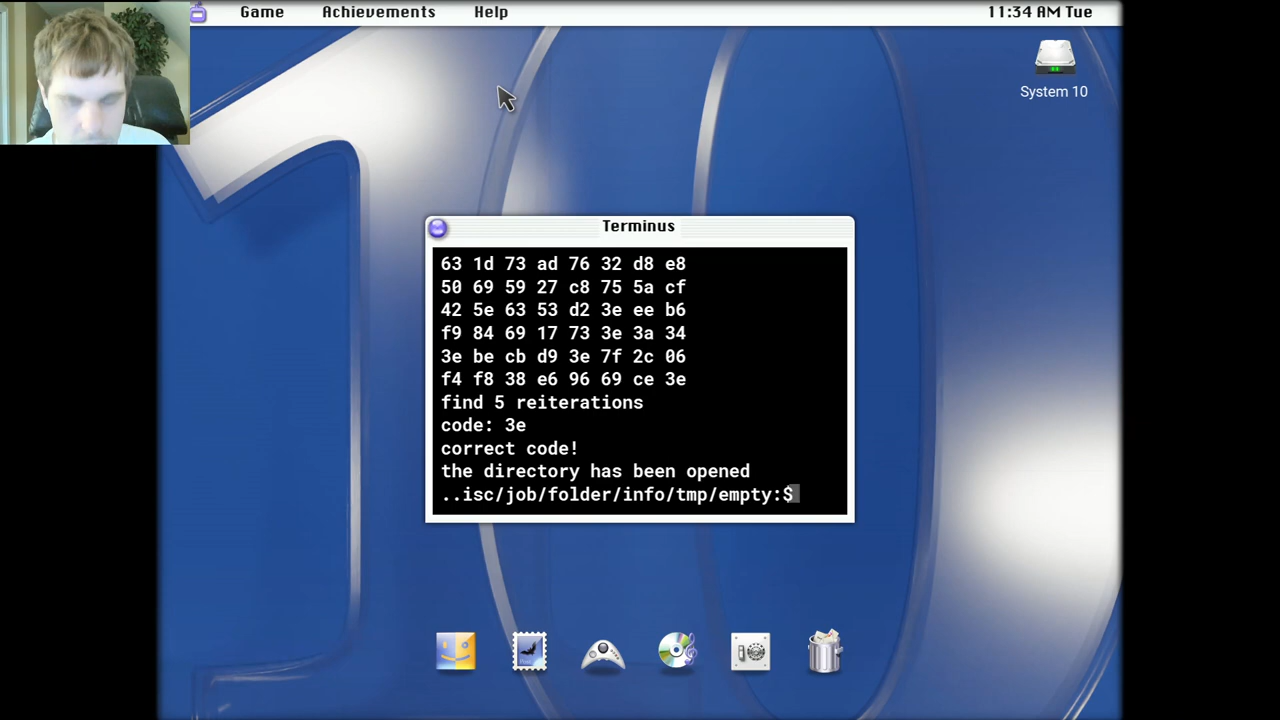 Game Achievements Help 11:34 AM Tue
System 10
Terminus
63 1d 73 ad 76 32 d8 e8
50 69 59 27 c8 75 5a cf
42 5e 63 53 d2 3e ee b6
f9 84 69 17 73 3e 3a 34
3e be cb d9 3e 7f 2c 06
f4 f8 38 e6 96 69 ce 3e
find 5 reiterations
code: 3e
correct code!
the directory has been opened
..isc/job/folder/info/tmp/empty:$